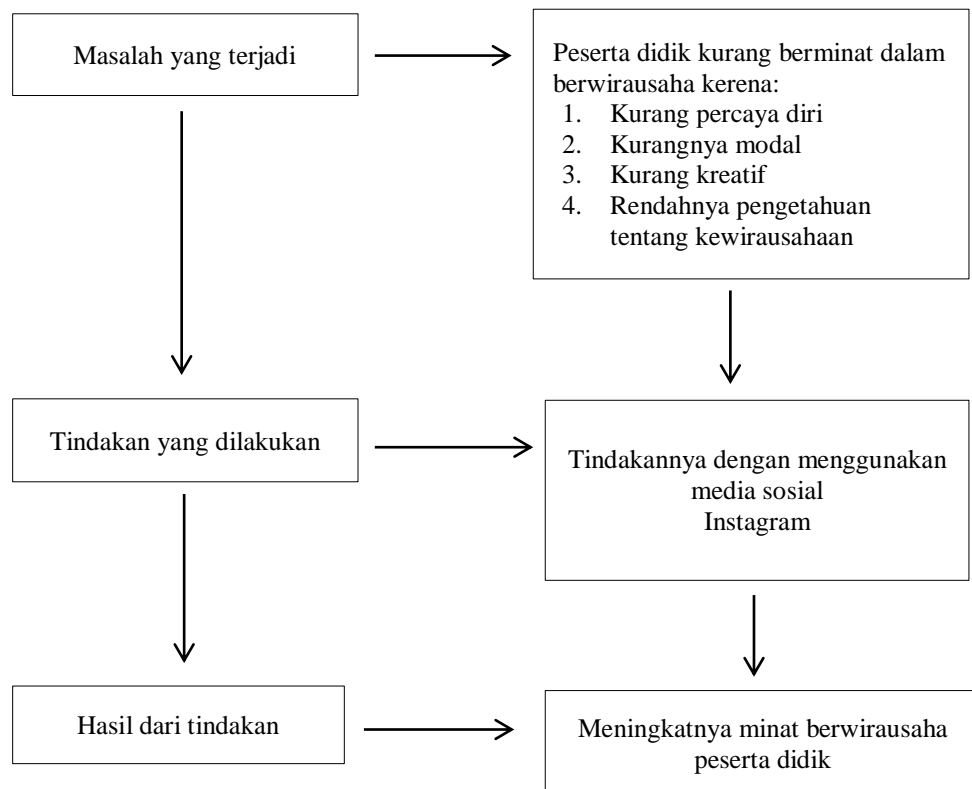 Masalah yang terjadi
Peserta didik kurang berminat dalam
berwirausaha kerena:
1. Kurang percaya diri
2. Kurangnya modal
3. Kurang kreatif
4. Rendahnya pengetahuan
tentang kewirausahaan
Tindakan yang dilakukan
Tindakannya dengan menggunakan
media sosial
Instagram
Hasil dari tindakan
Meningkatnya minat berwirausaha
peserta didik